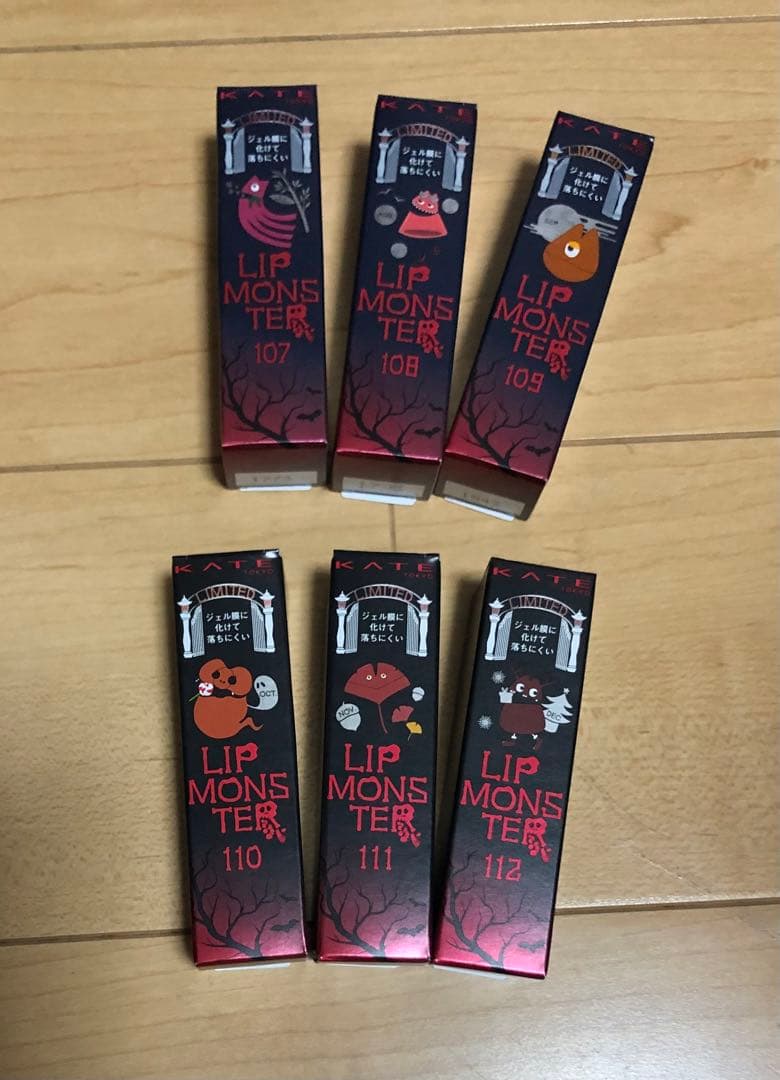 KATE
TOKYO
LIMITED
ジェル膜に
化けて
落ちにくい
LIP
MONS
TER
107
KATE
LIMITED
ジェル膜に
化けて
落ちにくい
AUG
LIP
MONS
TER
108
KATE
TOKYO
LIMITED
ジェル膜に
化けて
落ちにくい
SEP
LIP
MONS
TER
109
KATE
TOKYO
LIMITED
ジェル膜に
化けて
落ちにくい
OCT.
LIP
MONS
TER
110
KATE
TOKYO
LIMITED
ジェル膜に
化けて
落ちにくい
NOV.
LIP
MONS
TER
111
KATE
TOKYO
LIMITED
ジェル膜に
化けて
落ちにくい
DEC.
LIP
MONS
TER
112